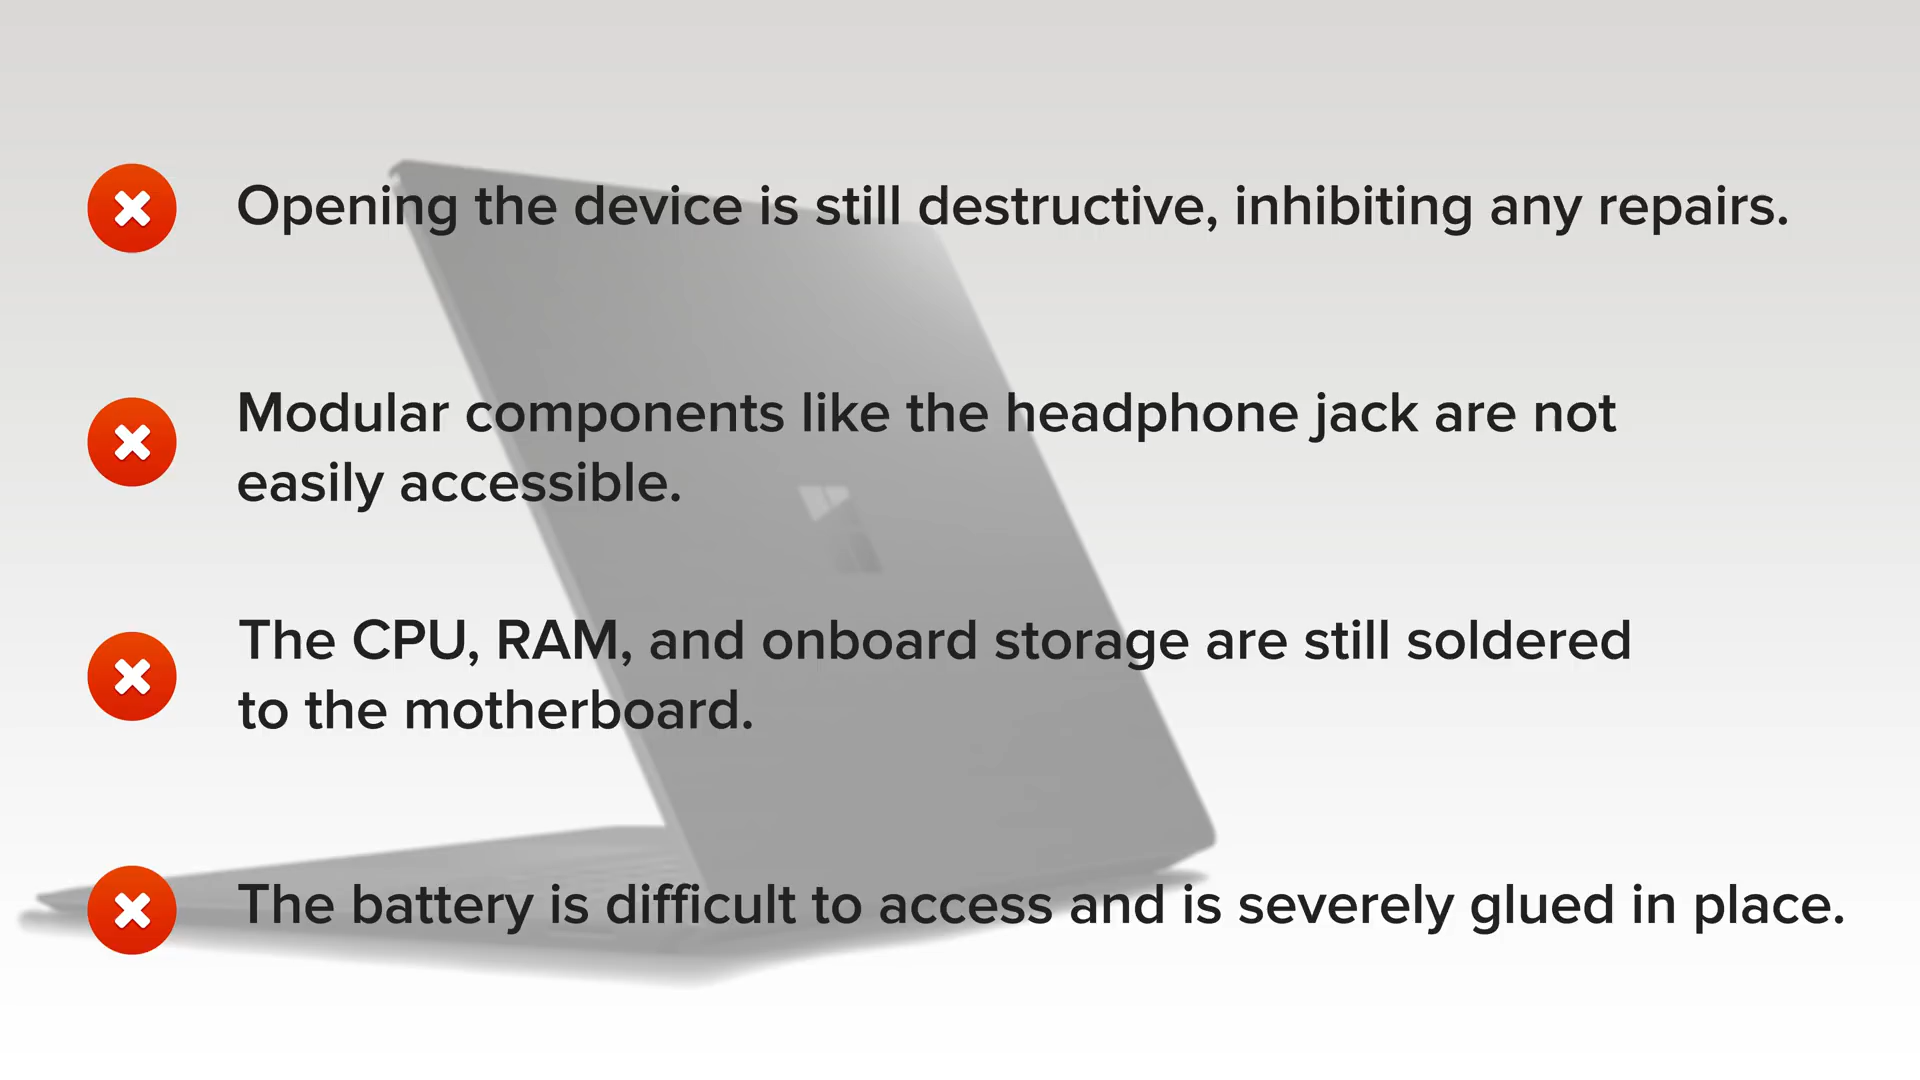 Opening the device is still destructive, inhibiting any repairs.
Modular components like the headphone jack are not
easily accessible.
The CPU, RAM, and onboard storage are still soldered
to the motherboard.
The battery is difficult to access and is severely glued in place.